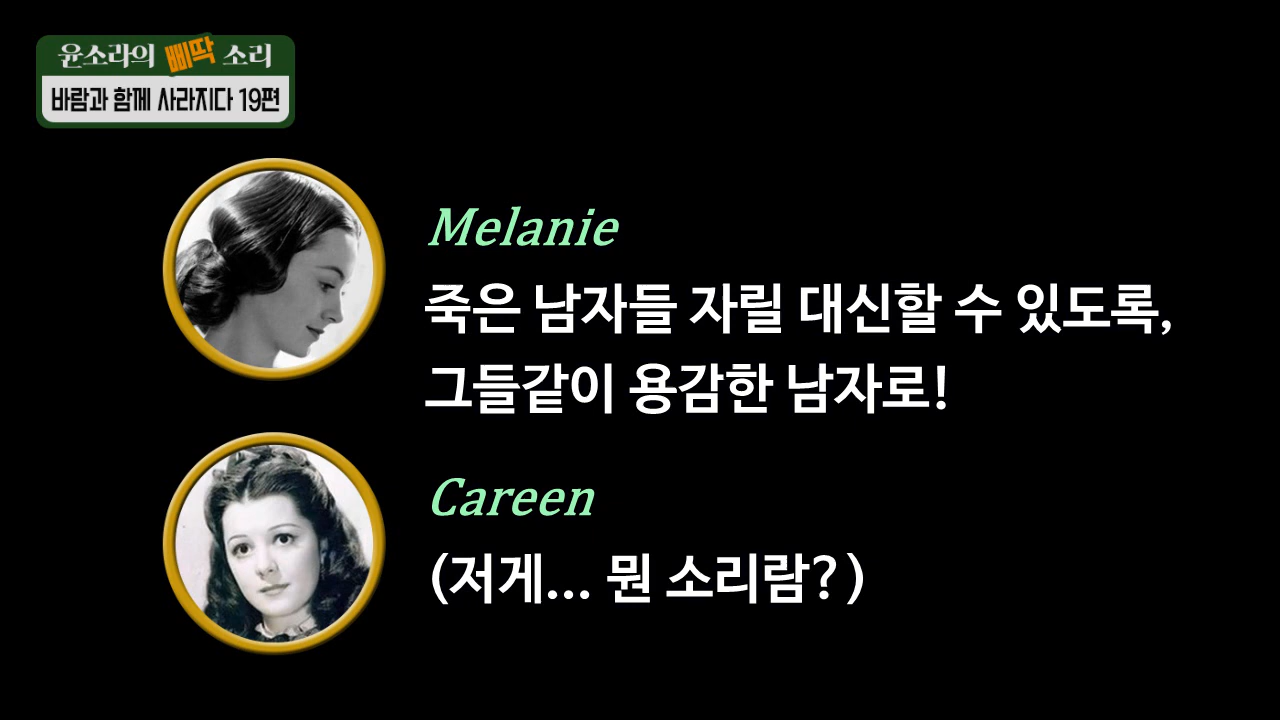 윤소라의 삐딱 소리
바람과 함께 사라지다 19편
Melanie
죽은 남자들 자릴 대신할 수 있도록,
그들같이 용감한 남자로!
Careen
(저게... 뭔 소리람?)